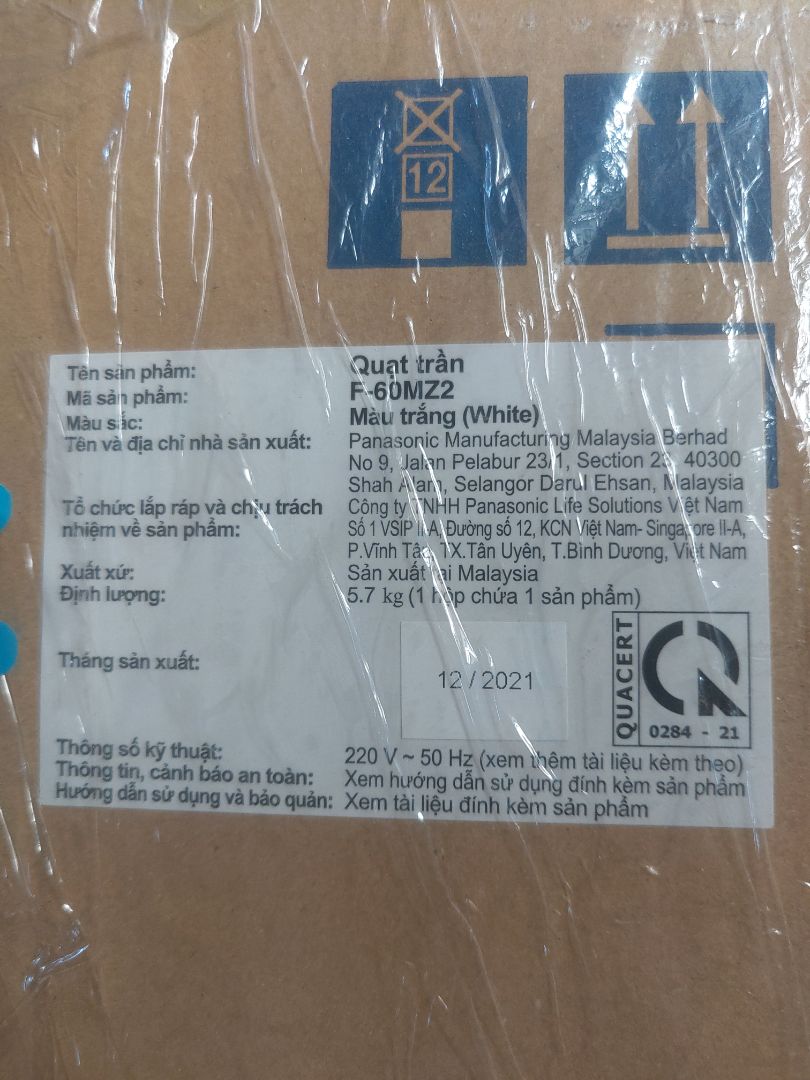 12
Tên sản phẩm: Quạt trần
Mã sản phẩm: F-60MZ2
Màu sắc: Màu trắng (White)
Tên và địa chỉ nhà sản xuất: Panasonic Manufacturing Malaysia Berhad
No 9, Jalan Pelabur 23/1, Section 23, 40300
Shah Alam, Selangor Darul Ehsan, Malaysia
Tổ chức lắp ráp và chịu trách Công ty TNHH Panasonic Life Solutions Việt Nam
nhiệm về sản phẩm: Số 1 VSIP II-A, Đường số 12, KCN Việt Nam- Singapore II-A,
P.Vĩnh Tân, TX.Tân Uyên, T.Bình Dương, Việt Nam
Xuất xứ: Sản xuất tại Malaysia
Định lượng: 5.7 kg (1 hộp chứa 1 sản phẩm)
Tháng sản xuất: 12 / 2021
QUACERT
0284 - 21
Thông số kỹ thuật: 220 V ~ 50 Hz (xem thêm tài liệu kèm theo)
Thông tin, cảnh báo an toàn: Xem hướng dẫn sử dụng đính kèm sản phẩm
Hướng dẫn sử dụng và bảo quản: Xem tài liệu đính kèm sản phẩm